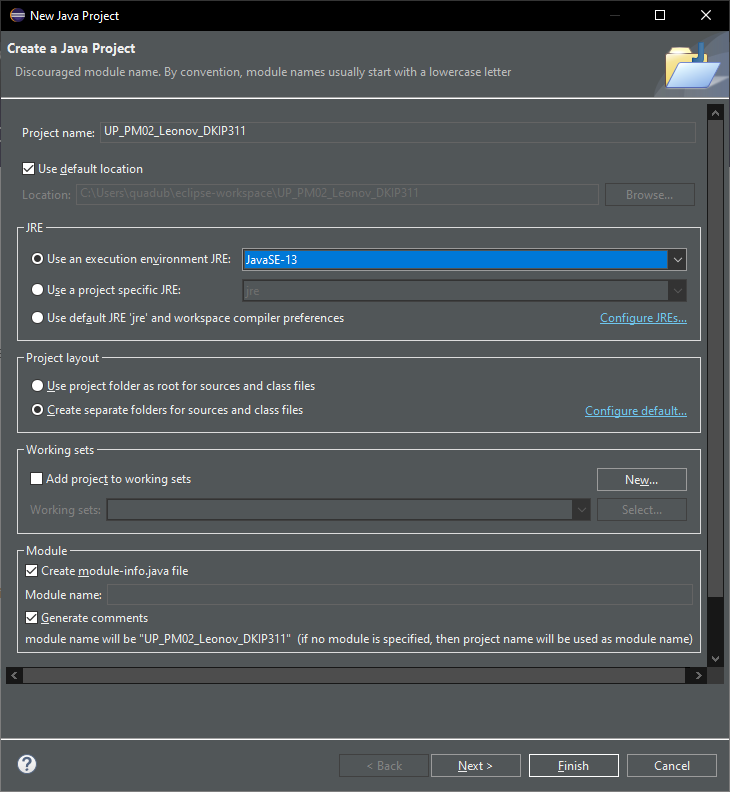 New Java Project
Create a Java Project
Discouraged module name. By convention, module names usually start with a lowercase letter
Project name: UP_PM02_Leonov_DKIP311
Use default location
Location: C:\Users\quadub\eclipse-workspace\UP_PM02_Leonov_DKIP311 Browse...
JRE
Use an execution environment JRE: JavaSE-13
Use a project specific JRE: jre
Use default JRE 'jre' and workspace compiler preferences Configure JREs...
Project layout
Use project folder as root for sources and class files
Create separate folders for sources and class files Configure default...
Working sets
Add project to working sets New...
Working sets: Select...
Module
Create module-info.java file
Module name:
Generate comments
module name will be "UP_PM02_Leonov_DKIP311" (if no module is specified, then project name will be used as module name)
? < Back Next > Finish Cancel